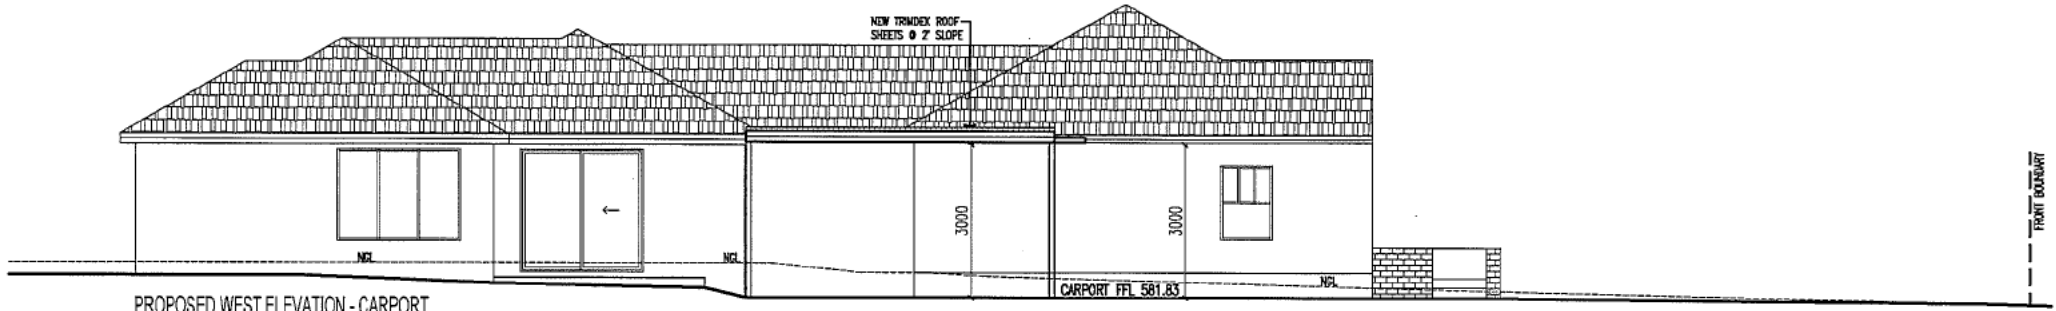 NEW TRIMDEK ROOF
SHEETS @ 2° SLOPE
FRONT BOUNDARY
3000
3000
NGL
NGL
NGL
CARPORT FFL 581.83
PROPOSED WEST ELEVATION - CARPORT